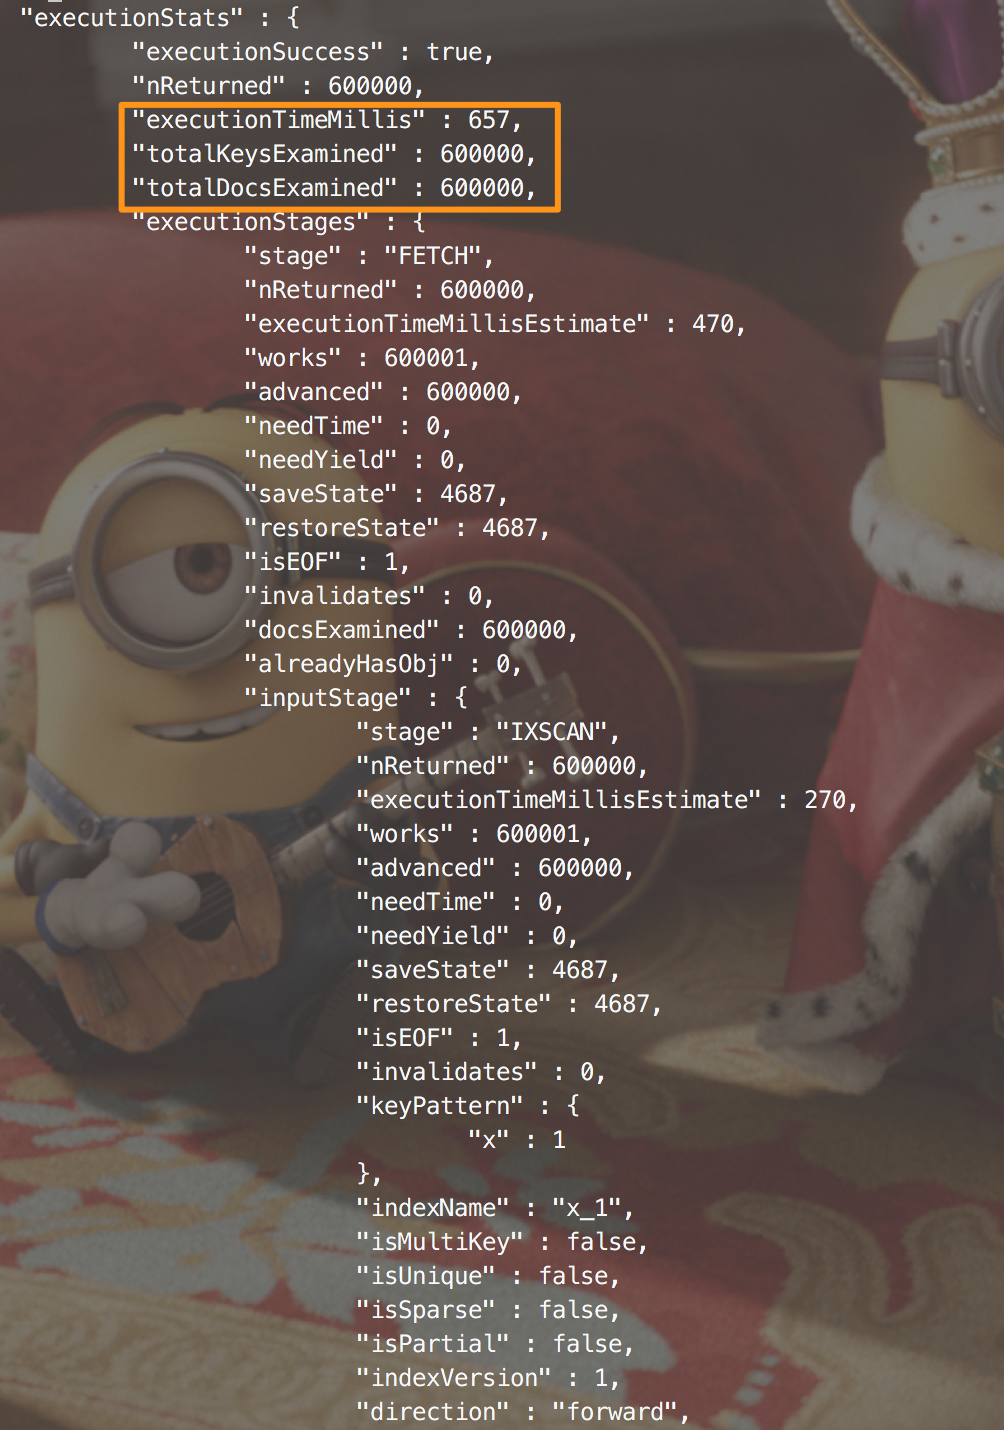 "executionStats" : {
"executionSuccess" : true,
"nReturned" : 600000,
"executionTimeMillis" : 657,
"totalKeysExamined" : 600000,
"totalDocsExamined" : 600000,
"executionStages" : {
"stage" : "FETCH",
"nReturned" : 600000,
"executionTimeMillisEstimate" : 470,
"works" : 600001,
"advanced" : 600000,
"needTime" : 0,
"needYield" : 0,
"saveState" : 4687,
"restoreState" : 4687,
"isEOF" : 1,
"invalidates" : 0,
"docsExamined" : 600000,
"alreadyHasObj" : 0,
"inputStage" : {
"stage" : "IXSCAN",
"nReturned" : 600000,
"executionTimeMillisEstimate" : 270,
"works" : 600001,
"advanced" : 600000,
"needTime" : 0,
"needYield" : 0,
"saveState" : 4687,
"restoreState" : 4687,
"isEOF" : 1,
"invalidates" : 0,
"keyPattern" : {
"x" : 1
},
"indexName" : "x_1",
"isMultiKey" : false,
"isUnique" : false,
"isSparse" : false,
"isPartial" : false,
"indexVersion" : 1,
"direction" : "forward",